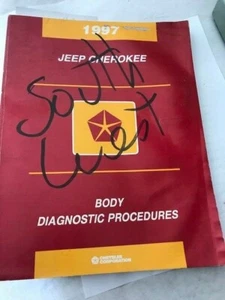 1997
JEEP CHEROKEE
South
West
BODY
DIAGNOSTIC PROCEDURES
CHRYSLER
CORPORATION